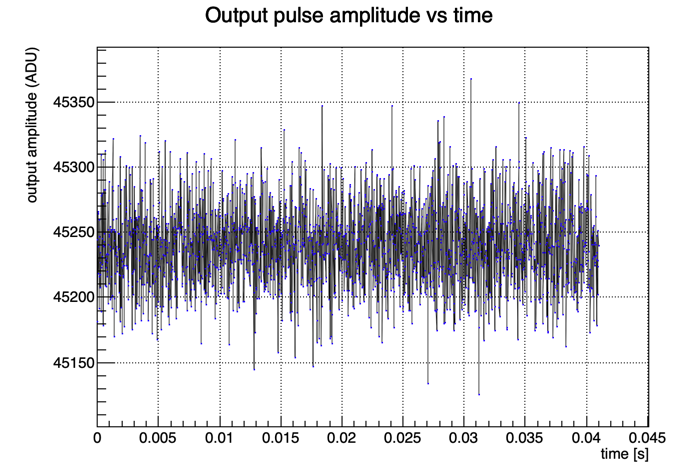 Output pulse amplitude vs time
output amplitude (ADU)
45350
45300
45250
45200
45150
0 0.005 0.01 0.015 0.02 0.025 0.03 0.035 0.04 0.045
time [s]